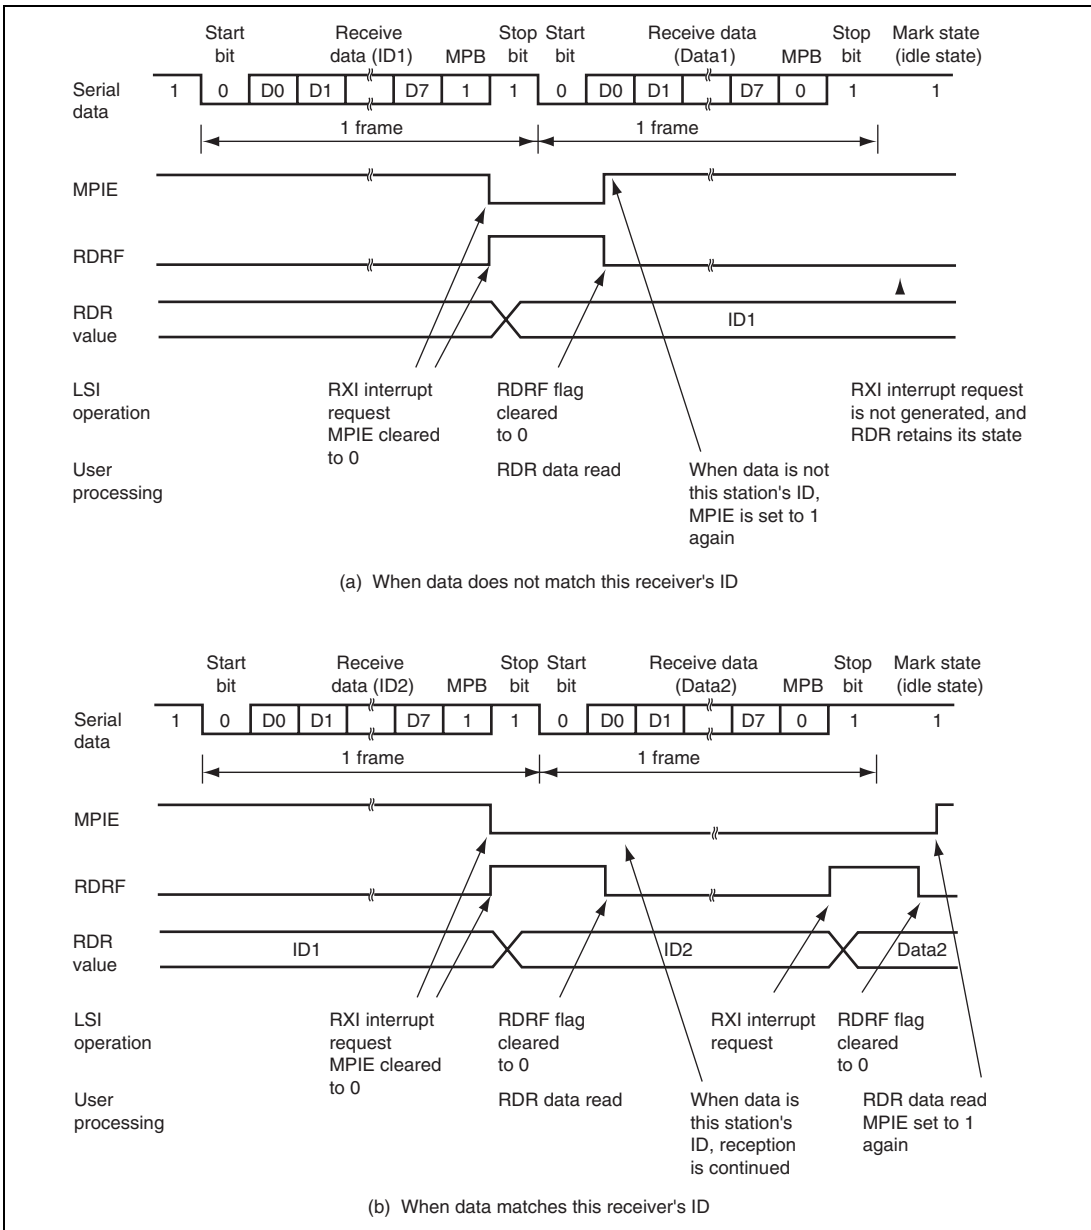 Start bit
Receive data (ID1)
MPB
Stop bit
Start bit
Receive data (Data1)
MPB
Stop bit
Mark state (idle state)
Serial data
1 0 D0 D1 D7 1 1 0 D0 D1 D7 0 1 1
1 frame 1 frame
MPIE
RDRF
RDR value
ID1
LSI operation
RXI interrupt request
MPIE cleared to 0
RDRF flag cleared to 0
RXI interrupt request is not generated, and RDR retains its state
User processing
RDR data read
When data is not this station's ID, MPIE is set to 1 again
(a) When data does not match this receiver's ID
Start bit
Receive data (ID2)
MPB
Stop bit
Start bit
Receive data (Data2)
MPB
Stop bit
Mark state (idle state)
Serial data
1 0 D0 D1 D7 1 1 0 D0 D1 D7 0 1 1
1 frame 1 frame
MPIE
RDRF
RDR value
ID1 ID2 Data2
LSI operation
RXI interrupt request
MPIE cleared to 0
RDRF flag cleared to 0
RXI interrupt request
RDRF flag cleared to 0
User processing
RDR data read
When data is this station's ID, reception is continued
RDR data read
MPIE set to 1 again
(b) When data matches this receiver's ID